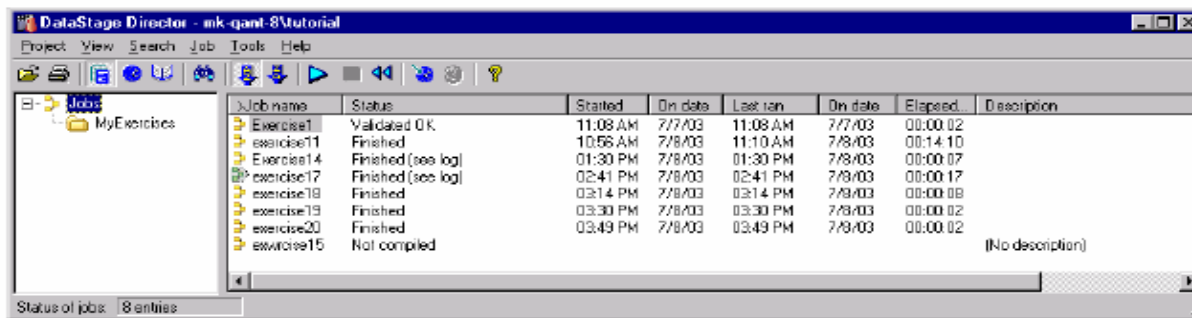 DataStage Director - mk-qant-8\tutorial
Project View Search Job Tools Help
Jobs
MyExercises
Job name Status Started On date Last ran On date Elapsed... Description
Exercise1 Validated OK 11:08 AM 7/7/03 11:08 AM 7/7/03 00:00:02
exercise11 Finished 10:56 AM 7/8/03 11:10 AM 7/8/03 00:14:10
Exercise14 Finished (see log) 01:30 PM 7/8/03 01:30 PM 7/8/03 00:00:07
exercise17 Finished (see log) 02:41 PM 7/8/03 02:41 PM 7/8/03 00:00:17
exercise18 Finished 03:14 PM 7/8/03 03:14 PM 7/8/03 00:00:08
exercise19 Finished 03:30 PM 7/8/03 03:30 PM 7/8/03 00:00:02
exercise20 Finished 03:49 PM 7/8/03 03:49 PM 7/8/03 00:00:02
exwrcise15 Not compiled (No description)
Status of jobs: 8 entries